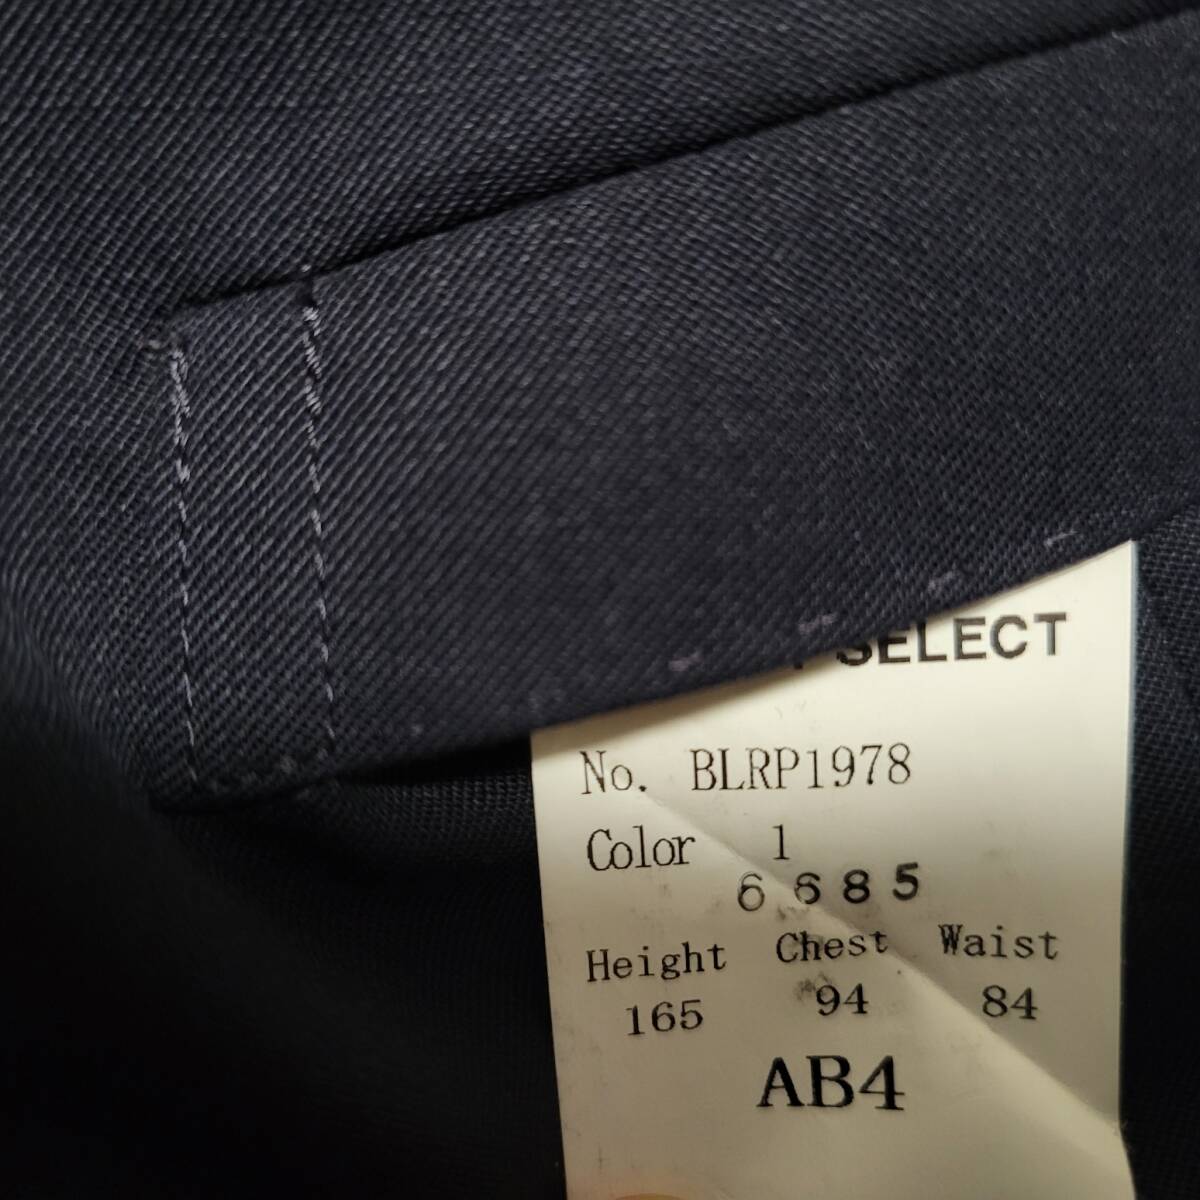 SELECT
No. BLRP1978
Color 1
6685
Height Chest Waist
165 94 84
AB4